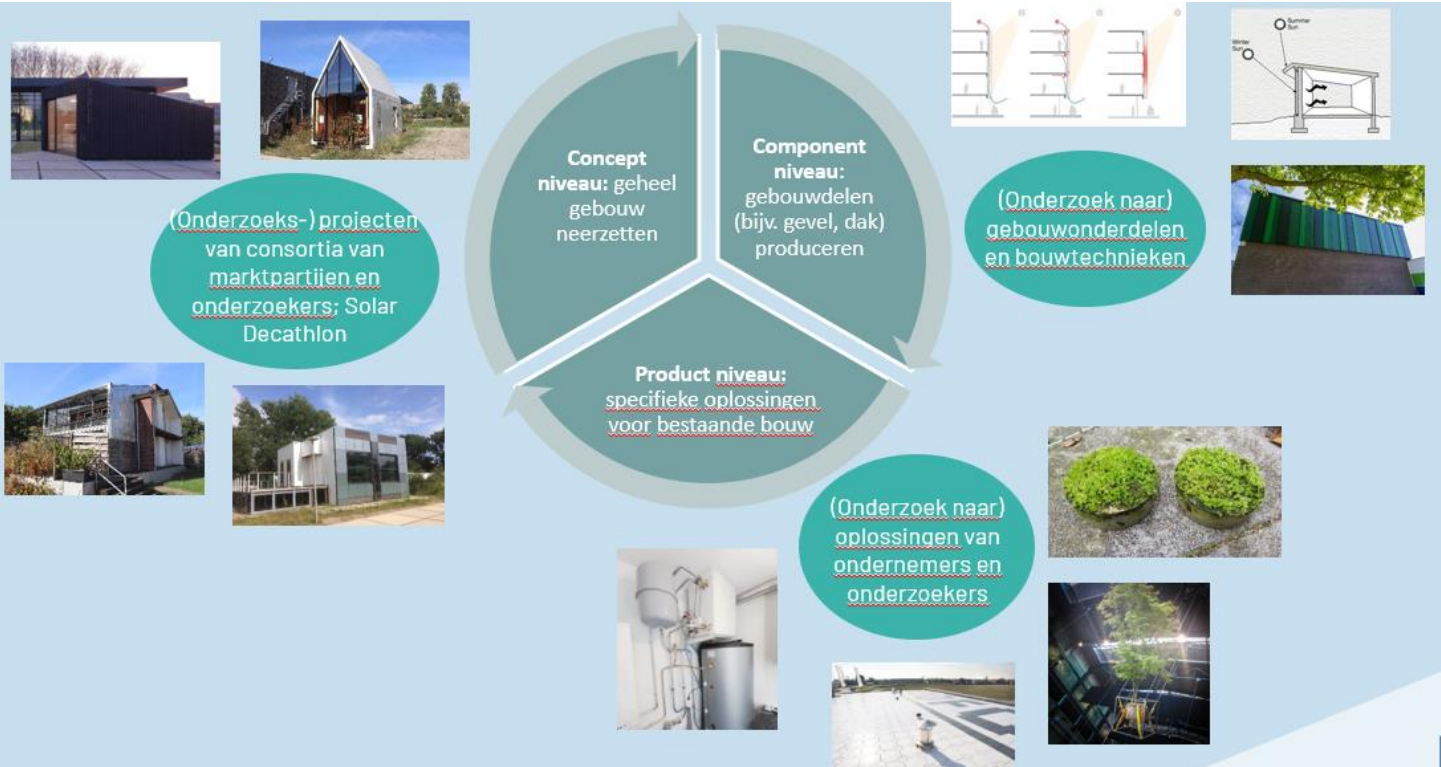 Concept
niveau: geheel
gebouw
neerzetten
Component
niveau:
gebouwdelen
(bijv. gevel, dak)
produceren
Product niveau:
specifieke oplossingen
voor bestaande bouw
(Onderzoeks-) projecten
van consortia van
marktpartijen en
onderzoekers; Solar
Decathlon
(Onderzoek naar)
gebouwonderdelen
en bouwtechnieken
(Onderzoek naar)
oplossingen van
ondernemers en
onderzoekers
Summer
Sun
Winter
Sun